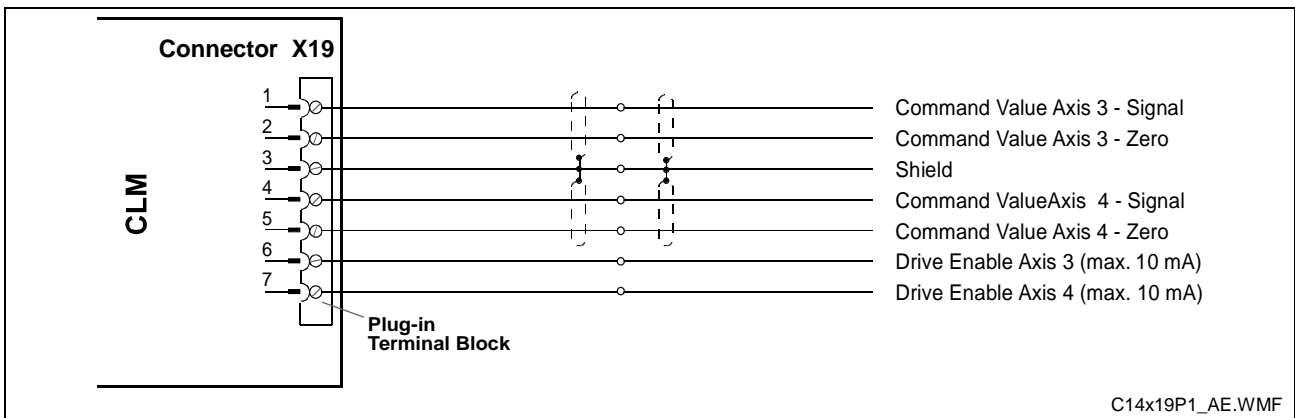 Connector X19
1 Command Value Axis 3 - Signal
2 Command Value Axis 3 - Zero
3 Shield
4 Command ValueAxis 4 - Signal
5 Command Value Axis 4 - Zero
6 Drive Enable Axis 3 (max. 10 mA)
7 Drive Enable Axis 4 (max. 10 mA)
CLM
Plug-in
Terminal Block
C14x19P1_AE.WMF